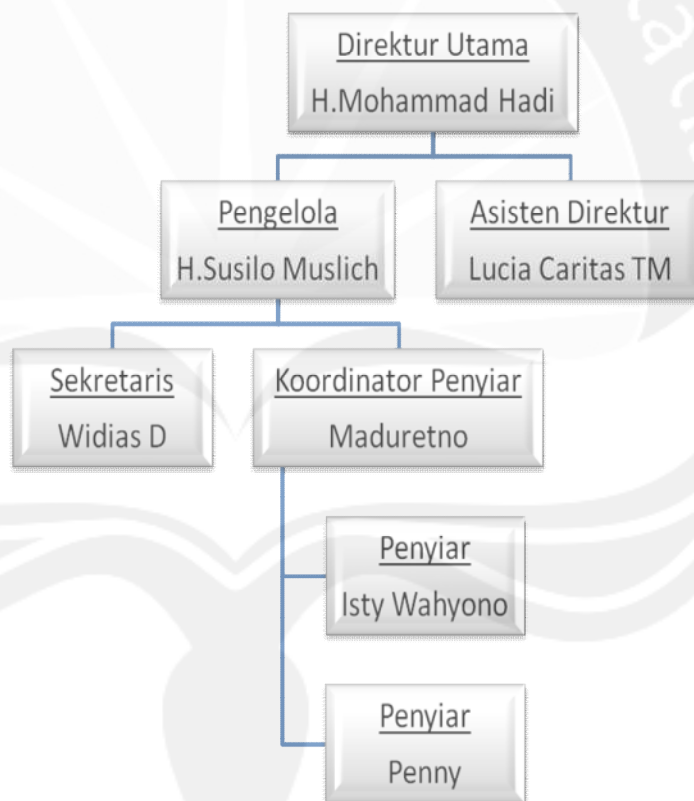 Direktur Utama
H.Mohammad Hadi
Pengelola
H.Susilo Muslich
Asisten Direktur
Lucia Caritas TM
Sekretaris
Widias D
Koordinator Penyiar
Maduretno
Penyiar
Isty Wahyono
Penyiar
Penny